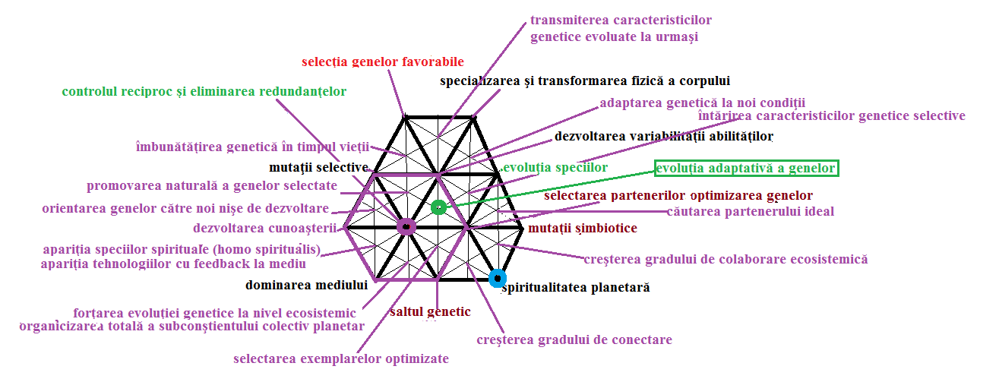 transmiterea caracteristicilor
genetice evoluate la urmași
selecția genelor favorabile
specializarea și transformarea fizică a corpului
controlul reciproc și eliminarea redundanțelor
adaptarea genetică la noi condiții
întărirea caracteristicilor genetice selective
dezvoltarea variabilității abilităților
îmbunătățirea genetică în timpul vieții
mutații selective
evoluția speciilor
evoluția adaptativă a genelor
promovarea naturală a genelor selectate
selectarea partenerilor optimizarea genelor
orientarea genelor către noi nișe de dezvoltare
căutarea partenerului ideal
dezvoltarea cunoașterii
mutații simbiotice
apariția speciilor spirituale (homo spiritualis)
apariția tehnologiilor cu feedback la mediu
creșterea gradului de colaborare ecosistemică
dominarea mediului
spiritualitatea planetară
forțarea evoluției genetice la nivel ecosistemic
saltul genetic
organicizarea totală a subconștientului colectiv planetar
creșterea gradului de conectare
selectarea exemplarelor optimizate